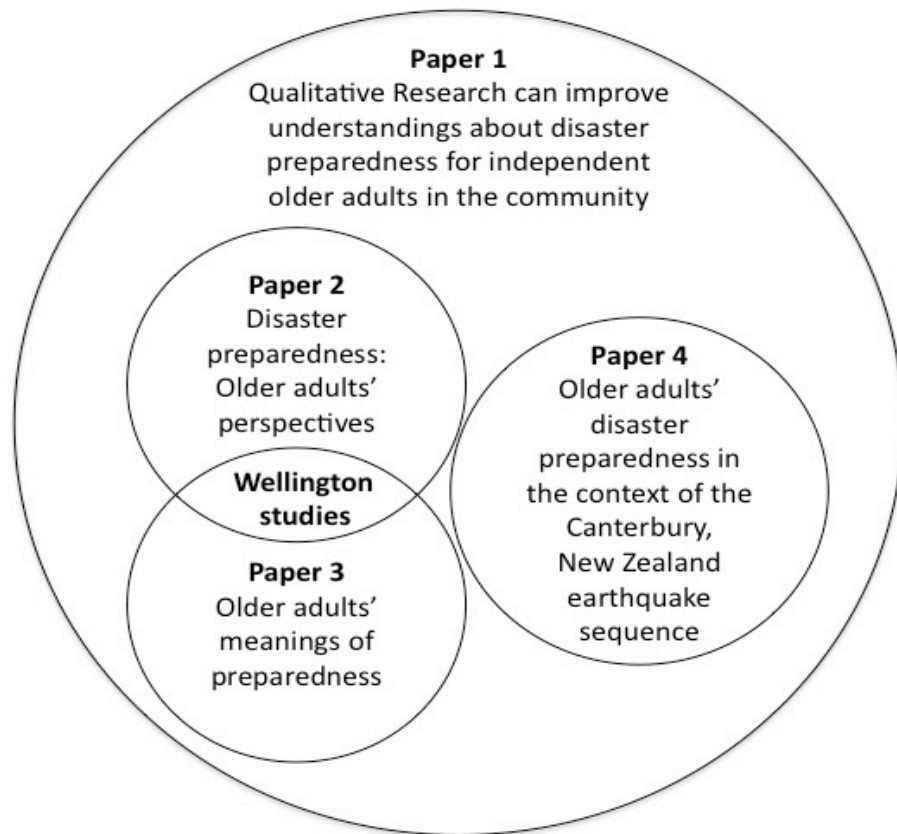 Paper 1
Qualitative Research can improve
understandings about disaster
preparedness for independent
older adults in the community
Paper 2
Disaster
preparedness:
Older adults’
perspectives
Wellington
studies
Paper 3
Older adults’
meanings of
preparedness
Paper 4
Older adults’
disaster
preparedness in
the context of the
Canterbury,
New Zealand
earthquake
sequence